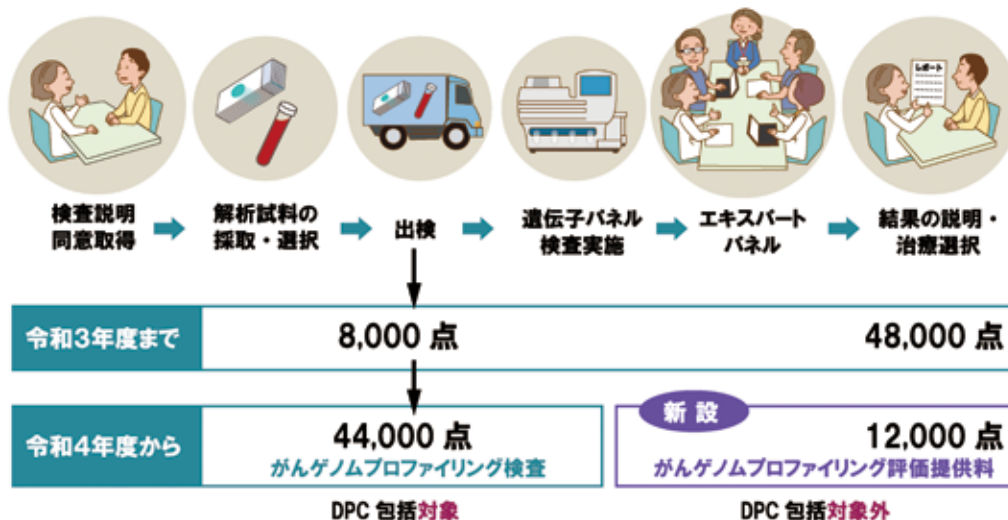 レポート
検査説明
同意取得
解析試料の
採取・選択
出検
遺伝子パネル
検査実施
エキスパート
パネル
結果の説明・
治療選択
令和3年度まで
8,000 点
48,000 点
令和4年度から
44,000 点
がんゲノムプロファイリング検査
新 設
12,000 点
がんゲノムプロファイリング評価提供料
DPC 包括対象
DPC 包括対象外